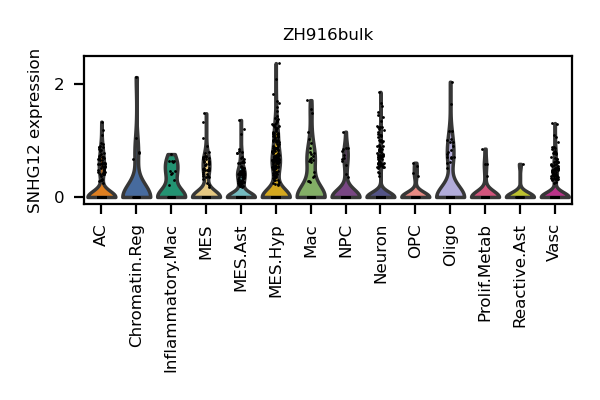 ZH916bulk
SNHG12 expression
2
0
AC
Chromatin.Reg
Inflammatory.Mac
MES
MES.Ast
MES.Hyp
Mac
NPC
Neuron
OPC
Oligo
Prolif.Metab
Reactive.Ast
Vasc